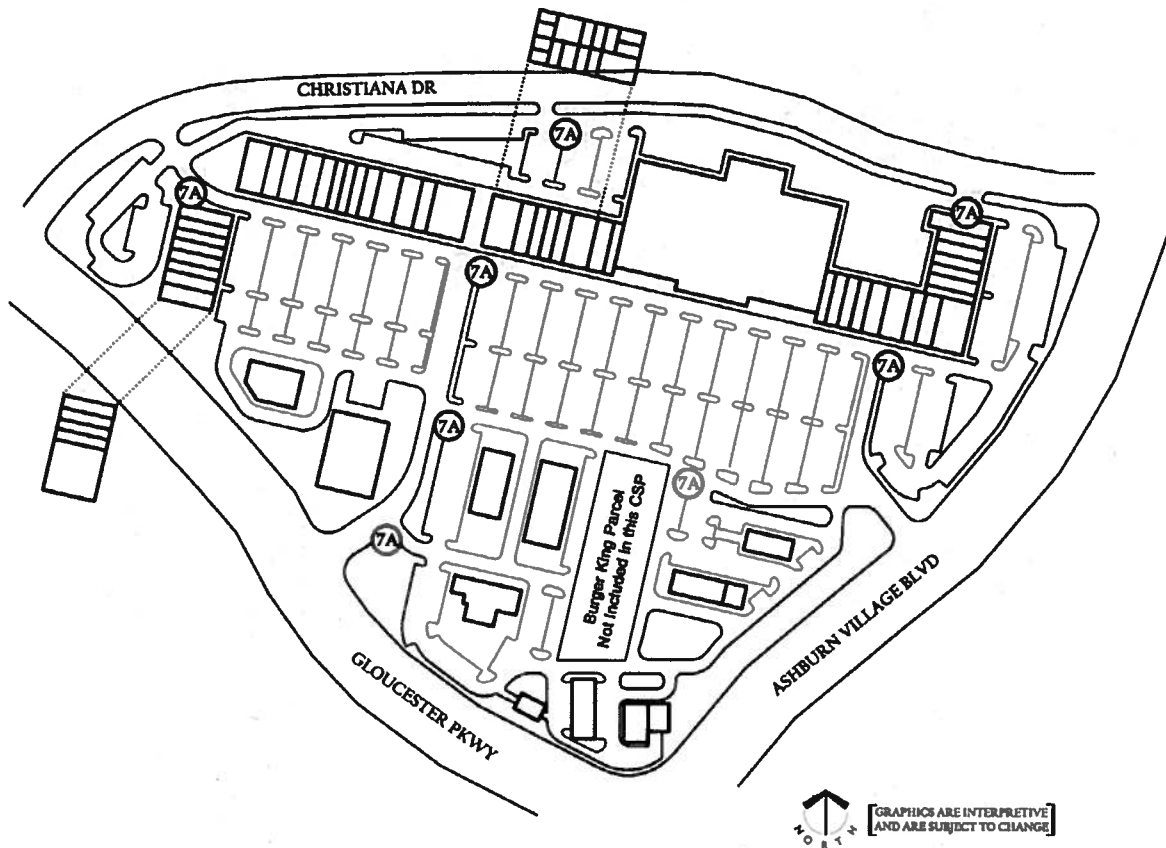 CHRISTIANA DR
7A
7A
7A
7A
7A
7A
7A
7A
Burger King Parcel
Not Included in this CSP
ASHBURN VILLAGE BLVD
GLOUCESTER PKWY
NORTH
[GRAPHICS ARE INTERPRETIVE
AND ARE SUBJECT TO CHANGE]